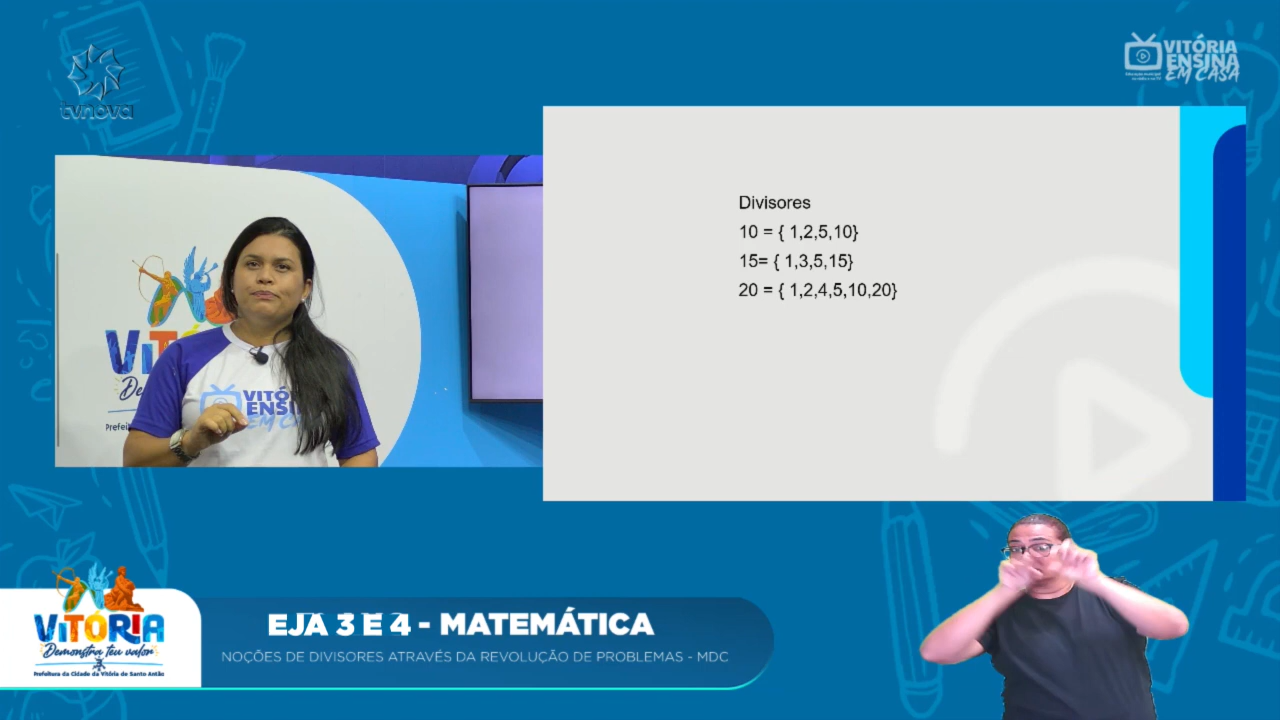 tvnova
VITÓRIA
ENSINA
EM CASA
Divisores
10 = { 1,2,5,10}
15= { 1,3,5,15}
20 = { 1,2,4,5,10,20}
VITÓRIA
Demonstra teu valor
Prefeitura da Cidade da Vitória de Santo Antão
EJA 3 E 4 - MATEMÁTICA
NOÇÕES DE DIVISORES ATRAVÉS DA REVOLUÇÃO DE PROBLEMAS - MDC